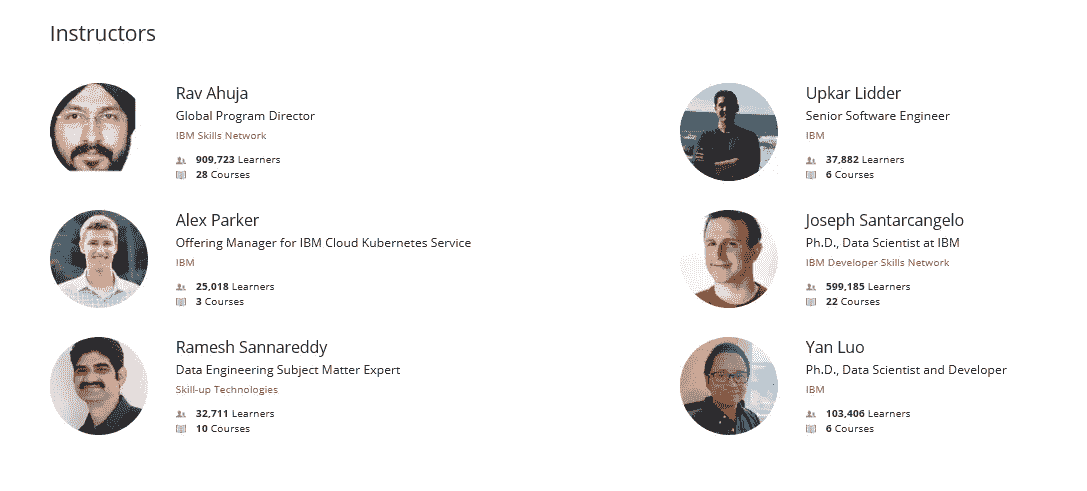 Instructors
Rav Ahuja
Global Program Director
IBM Skills Network
909,723 Learners
28 Courses
Upkar Lidder
Senior Software Engineer
IBM
37,882 Learners
6 Courses
Alex Parker
Offering Manager for IBM Cloud Kubernetes Service
IBM
25,018 Learners
3 Courses
Joseph Santarcangelo
Ph.D., Data Scientist at IBM
IBM Developer Skills Network
599,185 Learners
22 Courses
Ramesh Sannareddy
Data Engineering Subject Matter Expert
Skill-up Technologies
32,711 Learners
10 Courses
Yan Luo
Ph.D., Data Scientist and Developer
IBM
103,406 Learners
6 Courses